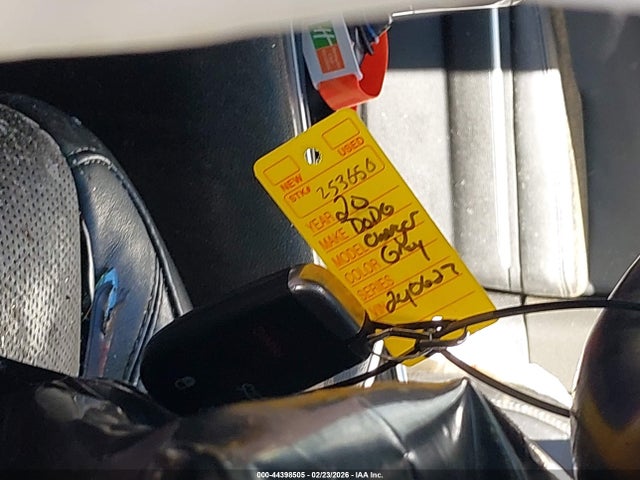 NEW USED
STK# 253656
YEAR 20
MAKE DODG
MODEL Charger
COLOR Grey
SERIES
240627
000-44398505 - 02/23/2026 - IAA Inc.